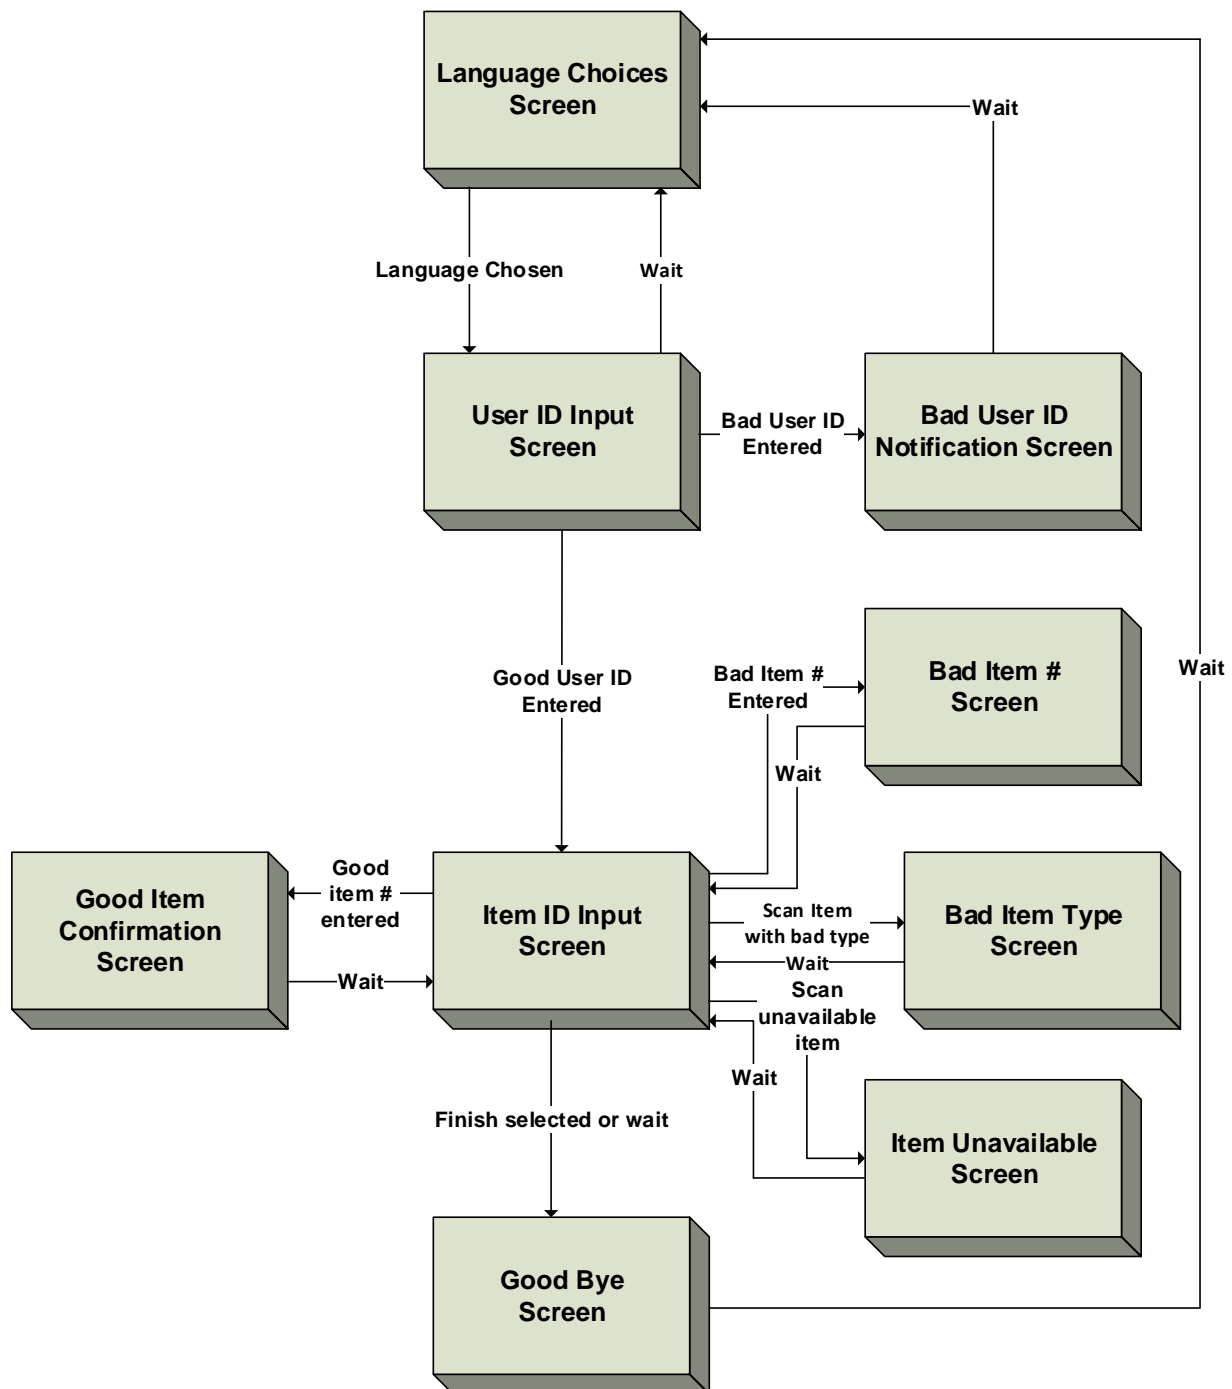 Language Choices
Screen
Wait
Language Chosen
Wait
User ID Input
Screen
Bad User ID
Entered
Bad User ID
Notification Screen
Good User ID
Entered
Bad Item #
Entered
Bad Item #
Screen
Wait
Wait
Good Item
Confirmation
Screen
Good
item #
entered
Wait
Item ID Input
Screen
Scan Item
with bad type
Wait
Bad Item Type
Screen
Scan
unavailable
item
Wait
Item Unavailable
Screen
Finish selected or wait
Good Bye
Screen